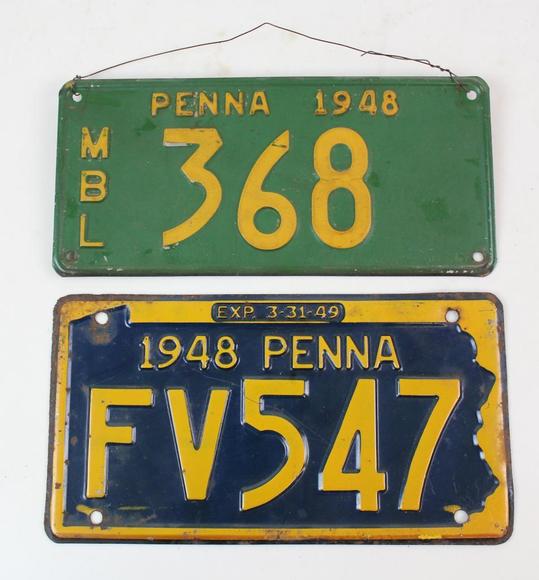 PENNA 1948
MBL
368
EXP. 3-31-49
1948 PENNA
FV547